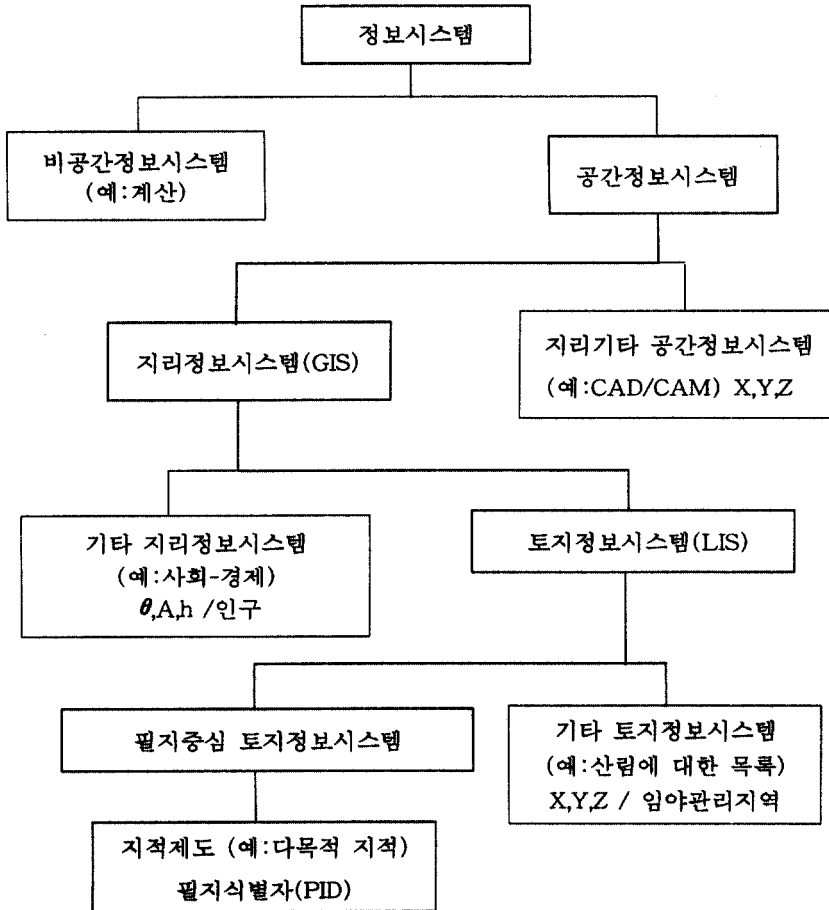 정보시스템
비공간정보시스템
(예:계산)
공간정보시스템
지리정보시스템(GIS)
지리기타 공간정보시스템
(예:CAD/CAM) X,Y,Z
기타 지리정보시스템
(예:사회-경제)
θ,A,h /인구
토지정보시스템(LIS)
필지중심 토지정보시스템
기타 토지정보시스템
(예:산림에 대한 목록)
X,Y,Z / 임야관리지역
지적제도 (예:다목적 지적)
필지식별자(PID)